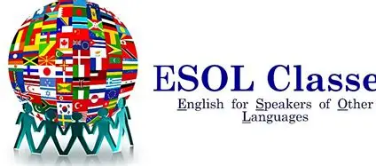 ESOL Classe
English for Speakers of Other
Languages